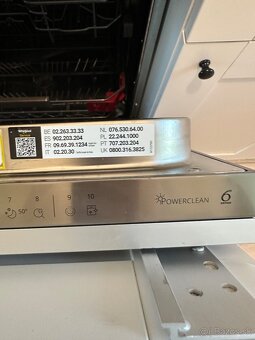 Whirlpool
BE 02.263.33.33 NL 076.530.64.00
ES 902.203.204 PL 22.244.1000
FR 09.69.39.1234 PT 707.203.204
IT 02.20.30 UK 0800.316.3825
7 8 9 10
50°
POWERCLEAN 6